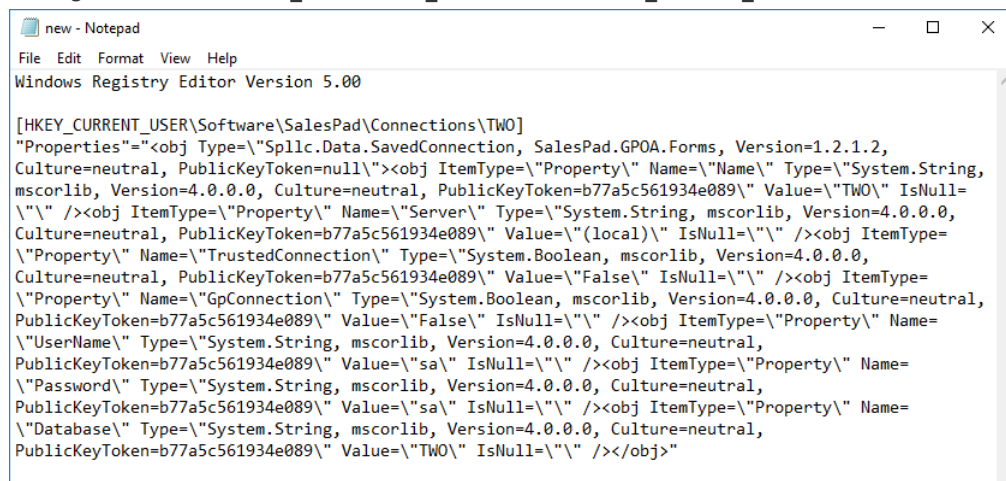 new - Notepad
File Edit Format View Help
Windows Registry Editor Version 5.00
[HKEY_CURRENT_USER\Software\SalesPad\Connections\TWO]
"Properties"="<obj Type=\"Spllc.Data.SavedConnection, SalesPad.GPOA.Forms, Version=1.2.1.2,
Culture=neutral, PublicKeyToken=null\"><obj ItemType=\"Property\" Name=\"Name\" Type=\"System.String,
mscorlib, Version=4.0.0.0, Culture=neutral, PublicKeyToken=b77a5c561934e089\" Value=\"TWO\" IsNull=
\"\" /><obj ItemType=\"Property\" Name=\"Server\" Type=\"System.String, mscorlib, Version=4.0.0.0,
Culture=neutral, PublicKeyToken=b77a5c561934e089\" Value=\"(local)\" IsNull=\"\" /><obj ItemType=
\"Property\" Name=\"TrustedConnection\" Type=\"System.Boolean, mscorlib, Version=4.0.0.0,
Culture=neutral, PublicKeyToken=b77a5c561934e089\" Value=\"False\" IsNull=\"\" /><obj ItemType=
\"Property\" Name=\"GpConnection\" Type=\"System.Boolean, mscorlib, Version=4.0.0.0, Culture=neutral,
PublicKeyToken=b77a5c561934e089\" Value=\"False\" IsNull=\"\" /><obj ItemType=\"Property\" Name=
\"UserName\" Type=\"System.String, mscorlib, Version=4.0.0.0, Culture=neutral,
PublicKeyToken=b77a5c561934e089\" Value=\"sa\" IsNull=\"\" /><obj ItemType=\"Property\" Name=
\"Password\" Type=\"System.String, mscorlib, Version=4.0.0.0, Culture=neutral,
PublicKeyToken=b77a5c561934e089\" Value=\"sa\" IsNull=\"\" /><obj ItemType=\"Property\" Name=
\"Database\" Type=\"System.String, mscorlib, Version=4.0.0.0, Culture=neutral,
PublicKeyToken=b77a5c561934e089\" Value=\"TWO\" IsNull=\"\" /></obj>"